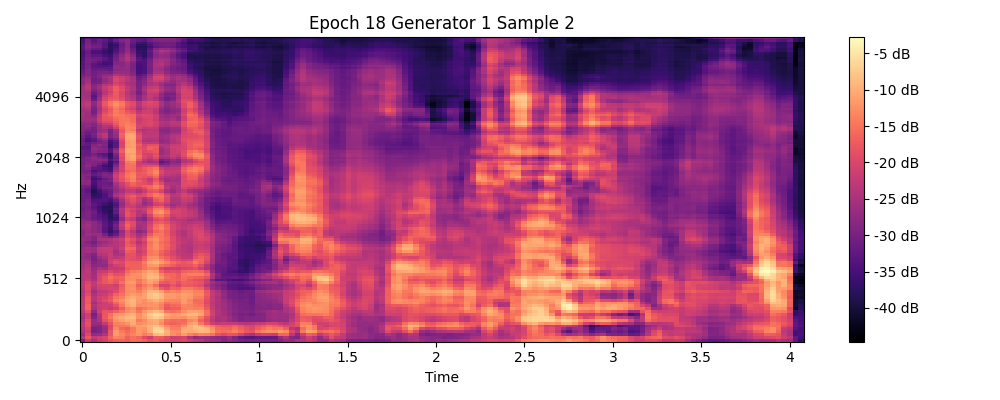 Epoch 18 Generator 1 Sample 2
Hz
4096
2048
1024
512
0
0
0.5
1
1.5
2
2.5
3
3.5
4
Time
-5 dB
-10 dB
-15 dB
-20 dB
-25 dB
-30 dB
-35 dB
-40 dB